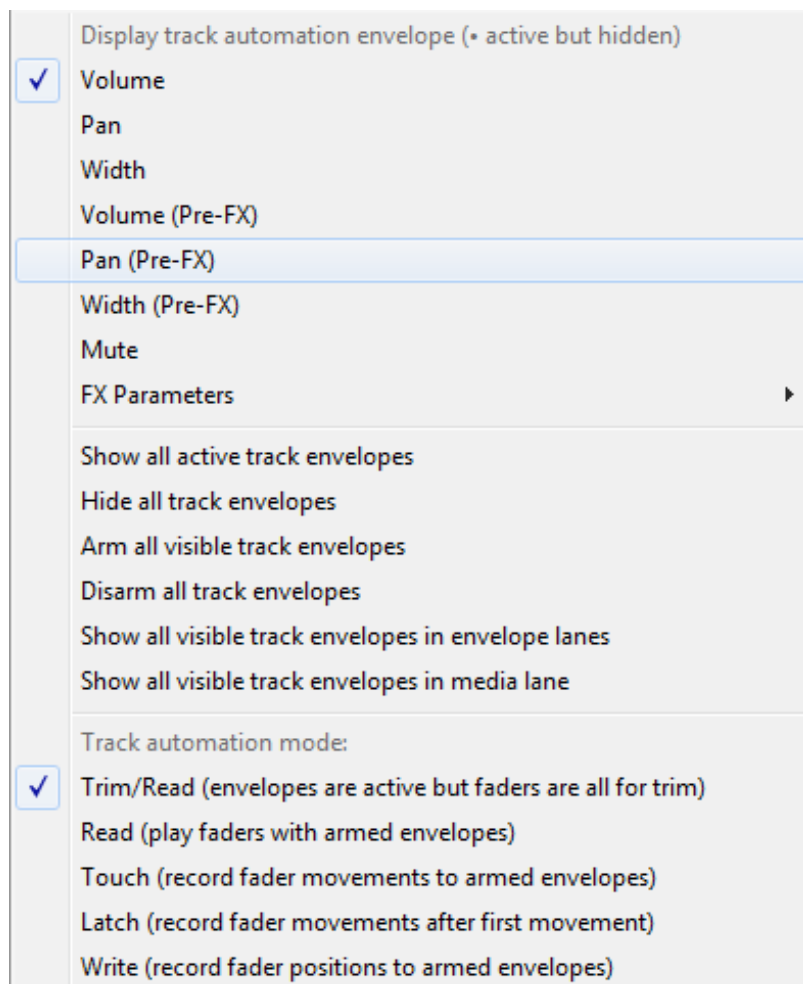 Display track automation envelope (• active but hidden)
Volume
Pan
Width
Volume (Pre-FX)
Pan (Pre-FX)
Width (Pre-FX)
Mute
FX Parameters
Show all active track envelopes
Hide all track envelopes
Arm all visible track envelopes
Disarm all track envelopes
Show all visible track envelopes in envelope lanes
Show all visible track envelopes in media lane
Track automation mode:
Trim/Read (envelopes are active but faders are all for trim)
Read (play faders with armed envelopes)
Touch (record fader movements to armed envelopes)
Latch (record fader movements after first movement)
Write (record fader positions to armed envelopes)